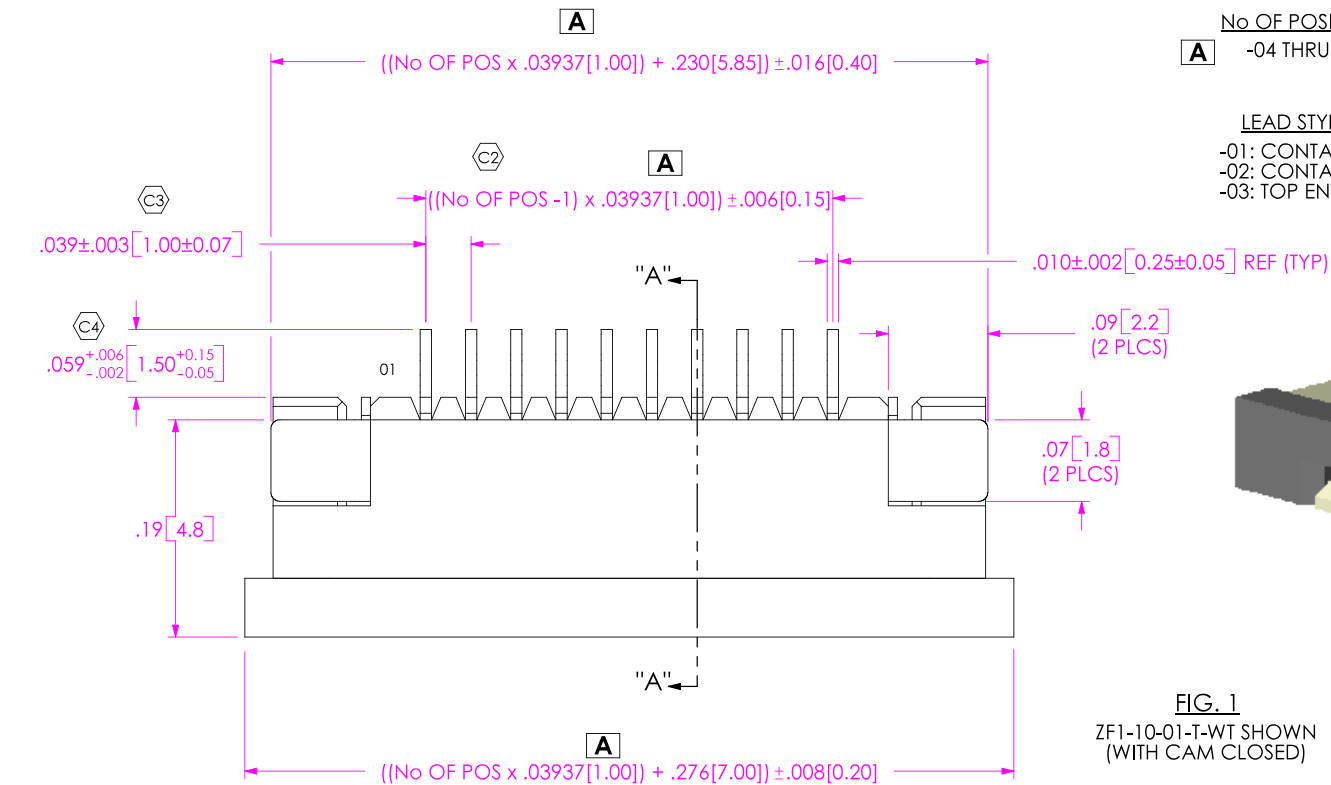 A
((No OF POS x .03937[1.00]) + .230[5.85]) ±.016[0.40]
No OF POSI
A -04 THRU
LEAD STYL
-01: CONTA
-02: CONTA
-03: TOP EN
C2
A
((No OF POS -1) x .03937[1.00]) ±.006[0.15]
C3
.039±.003[1.00±0.07]
"A"
.010±.002[0.25±0.05] REF (TYP)
C4
.059 +.006 -.002 [1.50 +0.15 -0.05]
01
.09[2.2]
(2 PLCS)
.07[1.8]
(2 PLCS)
.19[4.8]
"A"
FIG. 1
ZF1-10-01-T-WT SHOWN
(WITH CAM CLOSED)
A
((No OF POS x .03937[1.00]) + .276[7.00]) ±.008[0.20]